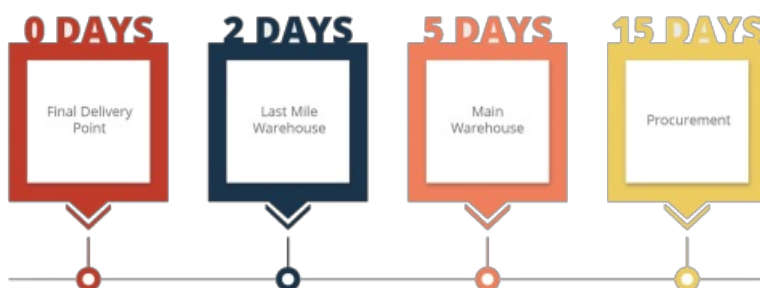 0 DAYS
Final Delivery
Point
2 DAYS
Last Mile
Warehouse
5 DAYS
Main
Warehouse
15 DAYS
Procurement